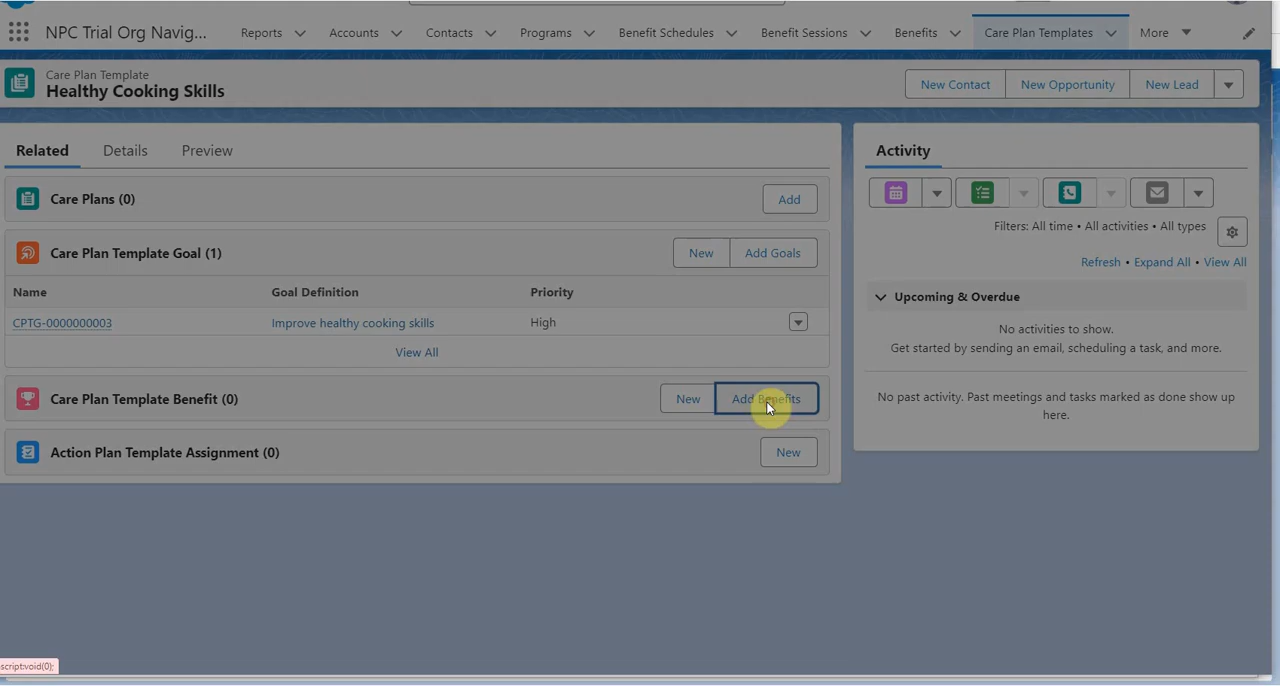 NPC Trial Org Navig...
Reports
Accounts
Contacts
Programs
Benefit Schedules
Benefit Sessions
Benefits
Care Plan Templates
More
Care Plan Template
Healthy Cooking Skills
New Contact
New Opportunity
New Lead
Related
Details
Preview
Activity
Care Plans (0)
Add
Filters: All time • All activities • All types
Care Plan Template Goal (1)
New
Add Goals
Refresh • Expand All • View All
Name
Goal Definition
Priority
Upcoming & Overdue
CPTG-0000000003
Improve healthy cooking skills
High
No activities to show.
Get started by sending an email, scheduling a task, and more.
View All
Care Plan Template Benefit (0)
New
Add Benefits
No past activity. Past meetings and tasks marked as done show up
here.
Action Plan Template Assignment (0)
New
script:void(0);